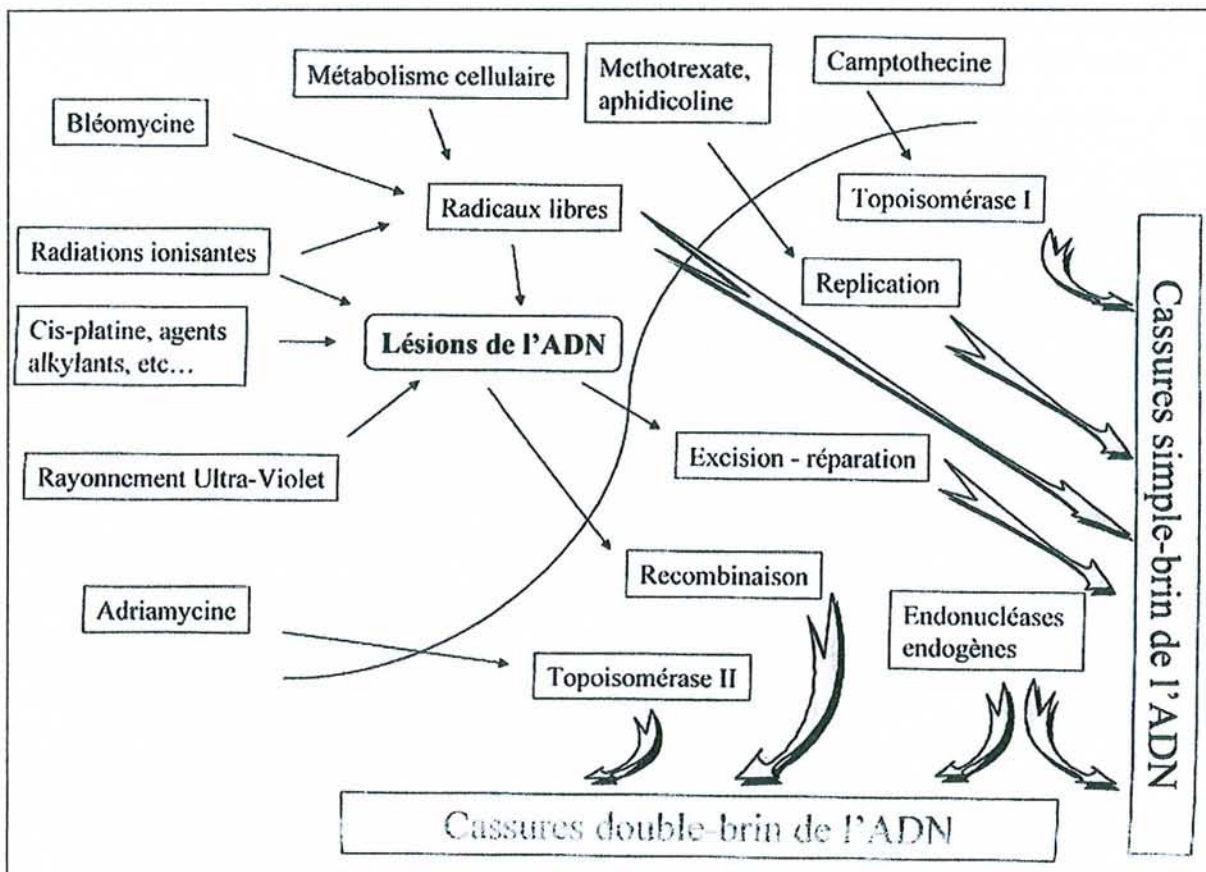 Métabolisme cellulaire
Methotrexate,
aphidicoline
Camptothecine
Bléomycine
Radicaux libres
Topoisomérase I
Radiations ionisantes
Replication
Cis-platine, agents
alkylants, etc...
Lésions de l'ADN
Excision - réparation
Rayonnement Ultra-Violet
Recombinaison
Adriamycine
Endonucléases
endogènes
Topoisomérase II
Cassures simple-brin de l'ADN
Cassures double-brin de l'ADN